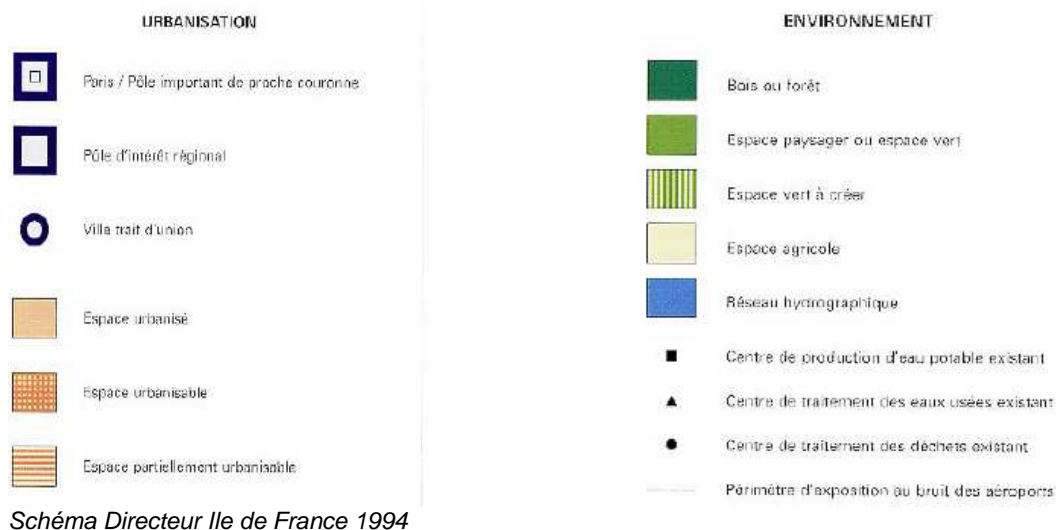 URBANISATION
Paris / Pôle important de proche couronne
Pôle d'intérêt régional
Ville trait d'union
Espace urbanisé
Espace urbanisable
Espace partiellement urbanisable
ENVIRONNEMENT
Bois ou forêt
Espace paysager ou espace vert
Espace vert à créer
Espace agricole
Réseau hydrographique
Centre de production d'eau potable existant
Centre de traitement des eaux usées existant
Centre de traitement des déchets existant
Périmètre d'exposition au bruit des aéroports
Schéma Directeur Ile de France 1994